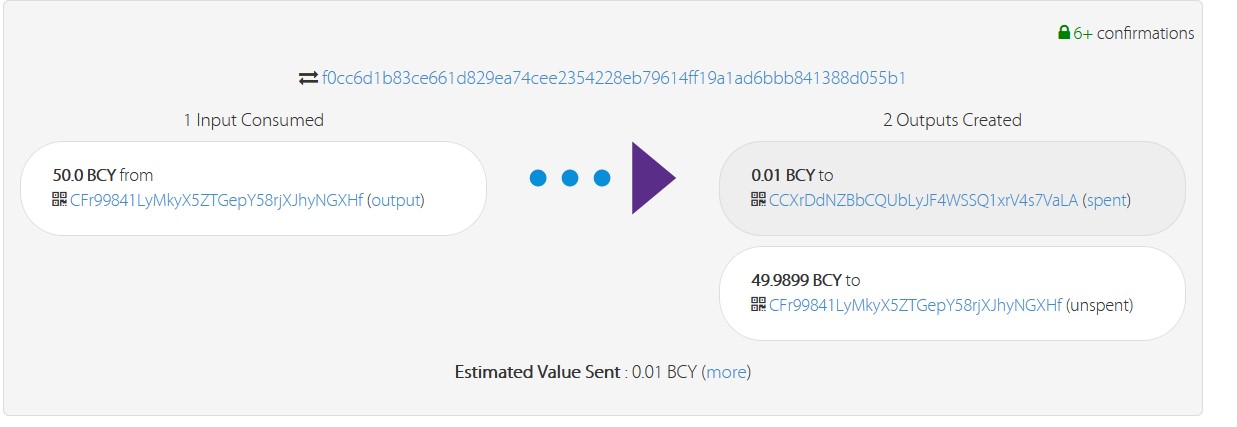 6+ confirmations
f0cc6d1b83ce661d829ea74cee2354228eb79614ff19a1ad6bbb841388d055b1
1 Input Consumed
2 Outputs Created
50.0 BCY from
CFr99841LyMkyX5ZTGepY58rjXJhyNGXHf (output)
0.01 BCY to
CCXrDdNZBbCQUbLyJF4WSSQ1xrV4s7VaLA (spent)
49.9899 BCY to
CFr99841LyMkyX5ZTGepY58rjXJhyNGXHf (unspent)
Estimated Value Sent : 0.01 BCY (more)